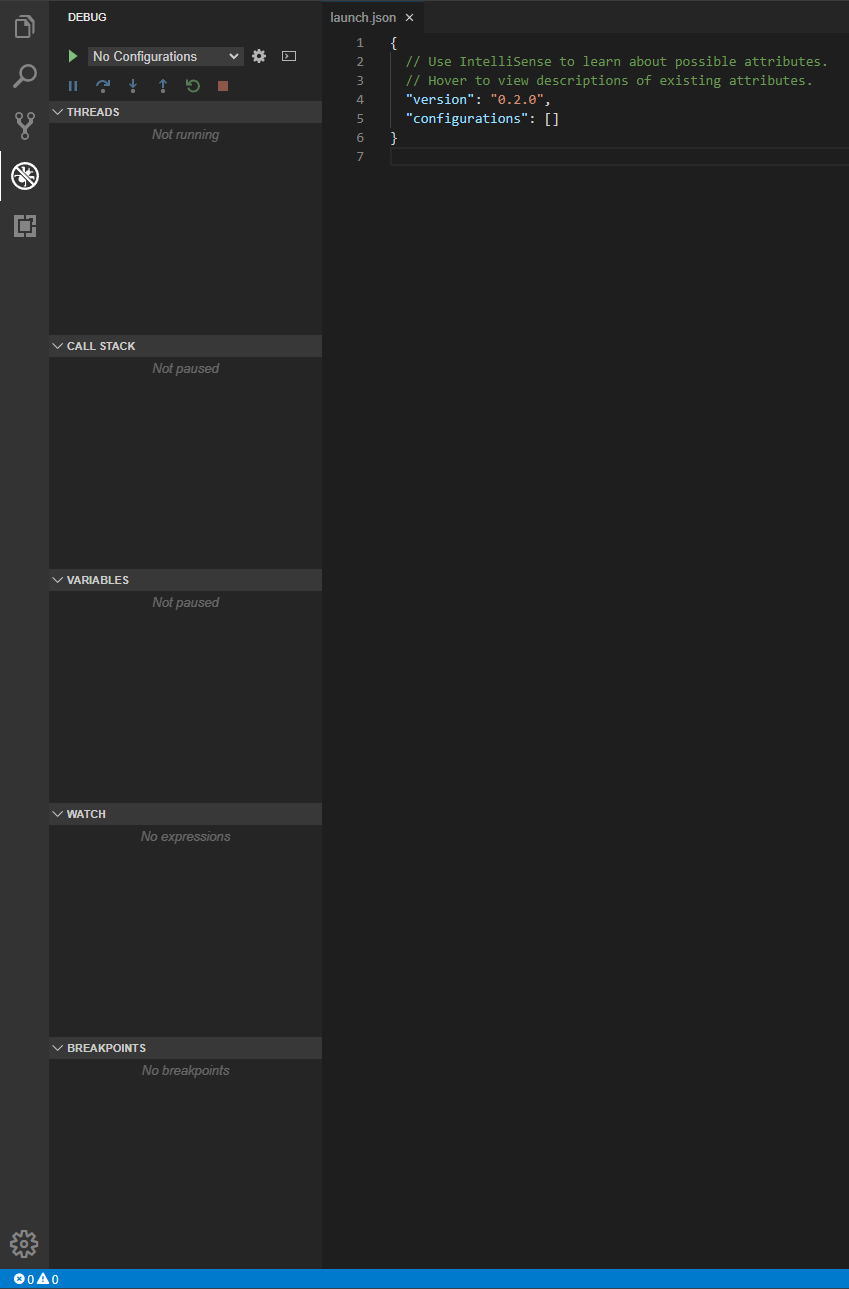 DEBUG
No Configurations
THREADS
Not running
CALL STACK
Not paused
VARIABLES
Not paused
WATCH
No expressions
BREAKPOINTS
No breakpoints
launch.json
1 {
2 // Use IntelliSense to learn about possible attributes.
3 // Hover to view descriptions of existing attributes.
4 "version": "0.2.0",
5 "configurations": []
6 }
7
0 0